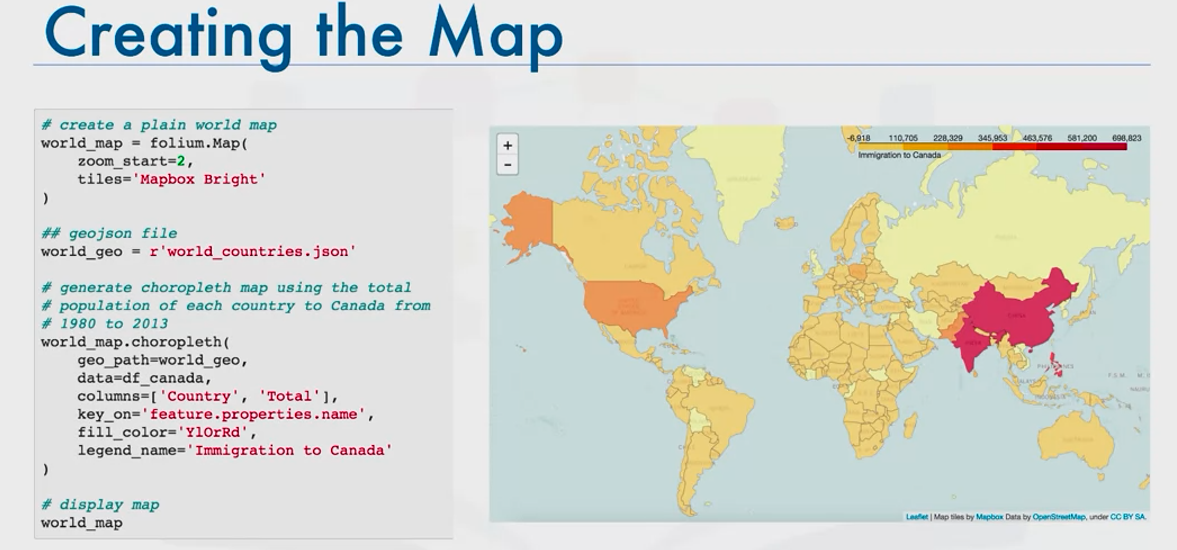 Creating the Map
# create a plain world map
world_map = folium.Map(
    zoom_start=2,
    tiles='Mapbox Bright'
)
## geojson file
world_geo = r'world_countries.json'
# generate choropleth map using the total
# population of each country to Canada from
# 1980 to 2013
world_map.choropleth(
    geo_path=world_geo,
    data=df_canada,
    columns=['Country', 'Total'],
    key_on='feature.properties.name',
    fill_color='YlOrRd',
    legend_name='Immigration to Canada'
)
# display map
world_map
+
-
-6,918 110,705 228,329 345,953 463,576 581,200 698,823
Immigration to Canada
Leaflet | Map tiles by Mapbox Data by OpenStreetMap, under CC BY SA.